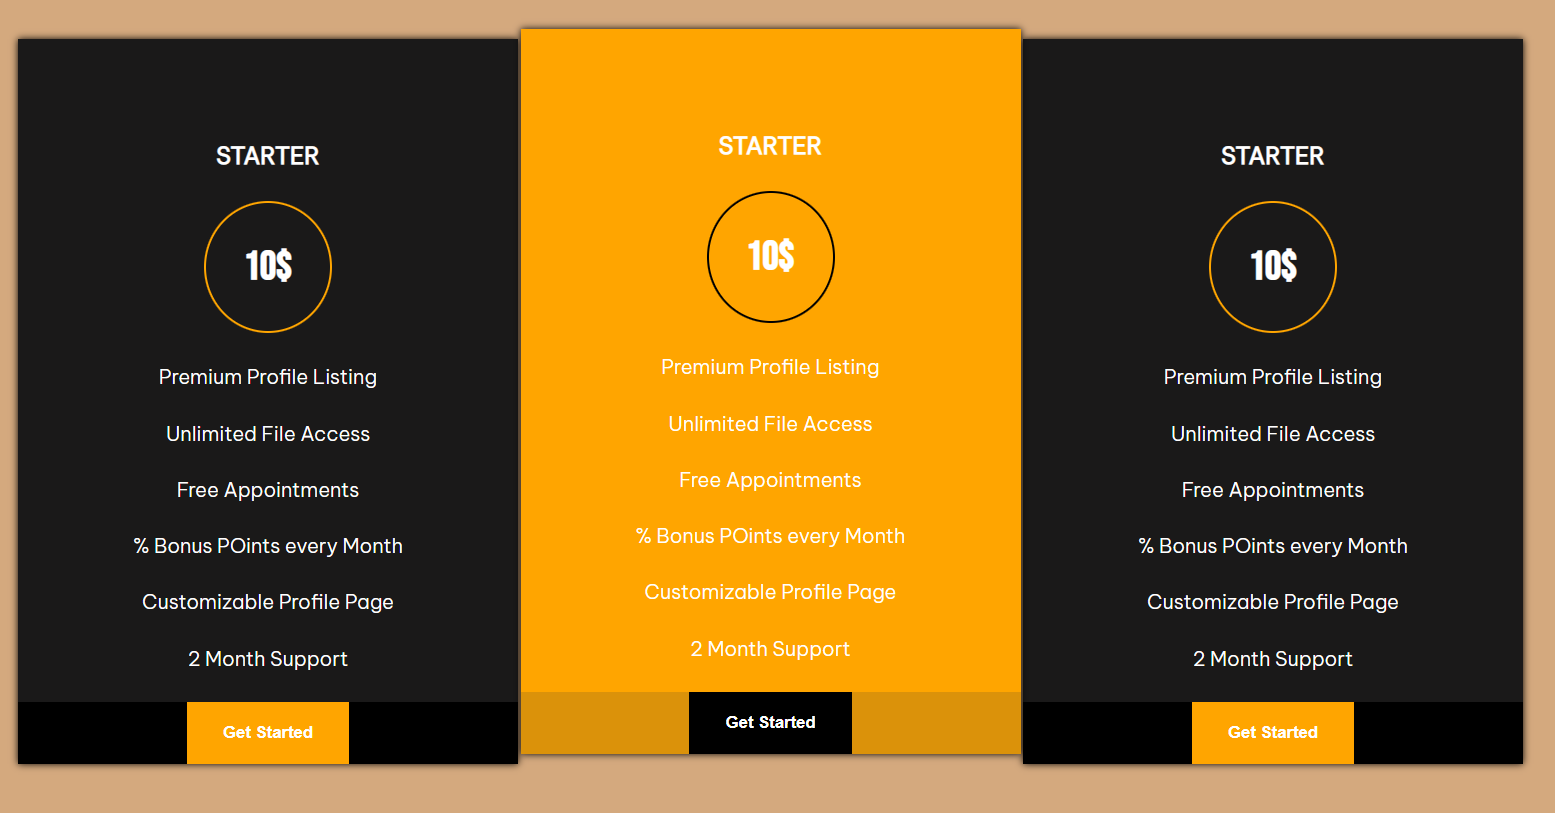 STARTER
10$
Premium Profile Listing
Unlimited File Access
Free Appointments
% Bonus POints every Month
Customizable Profile Page
2 Month Support
Get Started
STARTER
10$
Premium Profile Listing
Unlimited File Access
Free Appointments
% Bonus POints every Month
Customizable Profile Page
2 Month Support
Get Started
STARTER
10$
Premium Profile Listing
Unlimited File Access
Free Appointments
% Bonus POints every Month
Customizable Profile Page
2 Month Support
Get Started